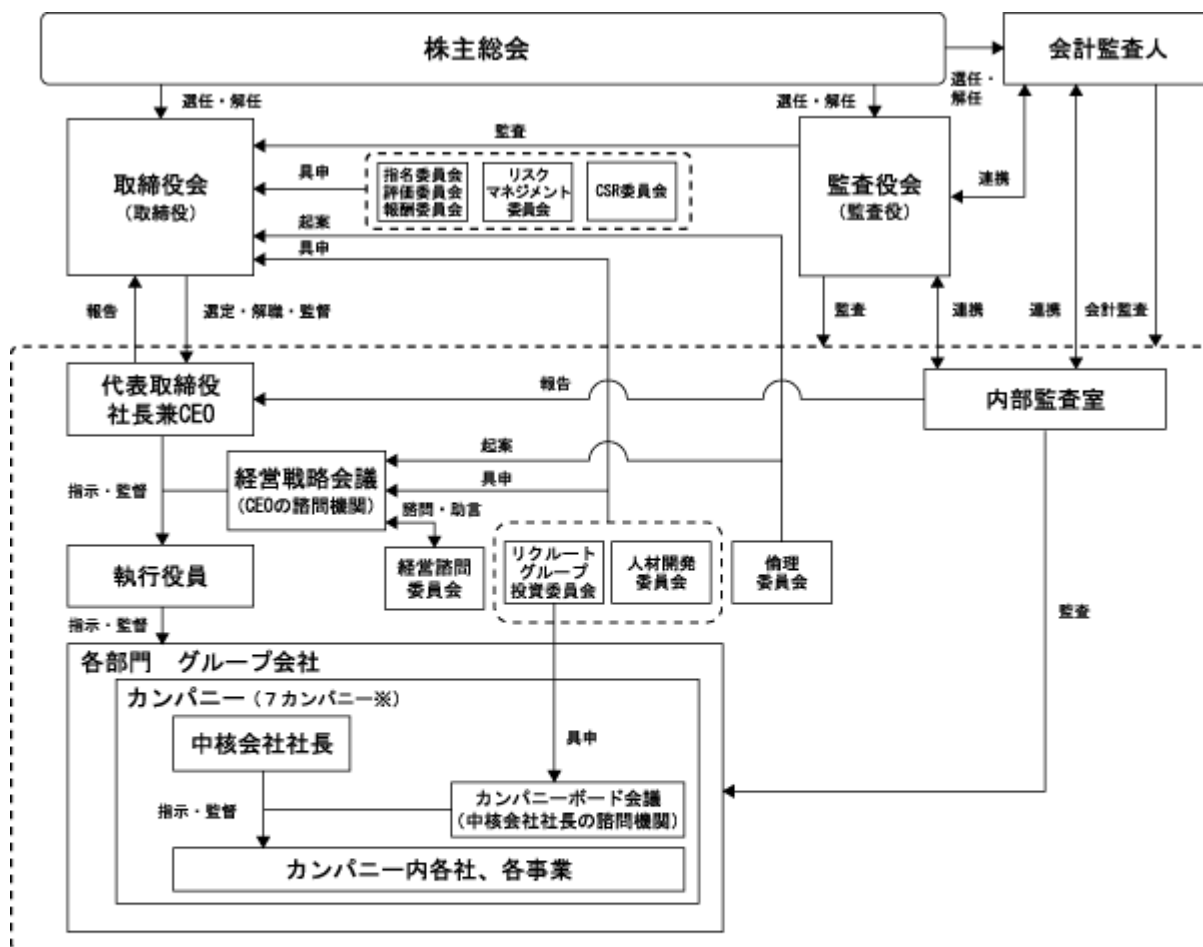 株主総会
会計監査人
選任・解任
選任・解任
選任・
解任
監査
取締役会
(取締役)
具申
指名委員会
評価委員会
報酬委員会
リスク
マネジメント
委員会
CSR委員会
監査役会
(監査役)
連携
起案
具申
報告
選定・解職・監督
監査
連携
連携
会計監査
代表取締役
社長兼CEO
報告
内部監査室
起案
経営戦略会議
(CEOの諮問機関)
具申
指示・監督
諮問・助言
執行役員
経営諮問
委員会
リクルート
グループ
投資委員会
人材開発
委員会
倫理
委員会
監査
指示・監督
各部門 グループ会社
カンパニー(7カンパニー※)
中核会社社長
具申
指示・監督
カンパニーボード会議
(中核会社社長の諮問機関)
カンパニー内各社、各事業